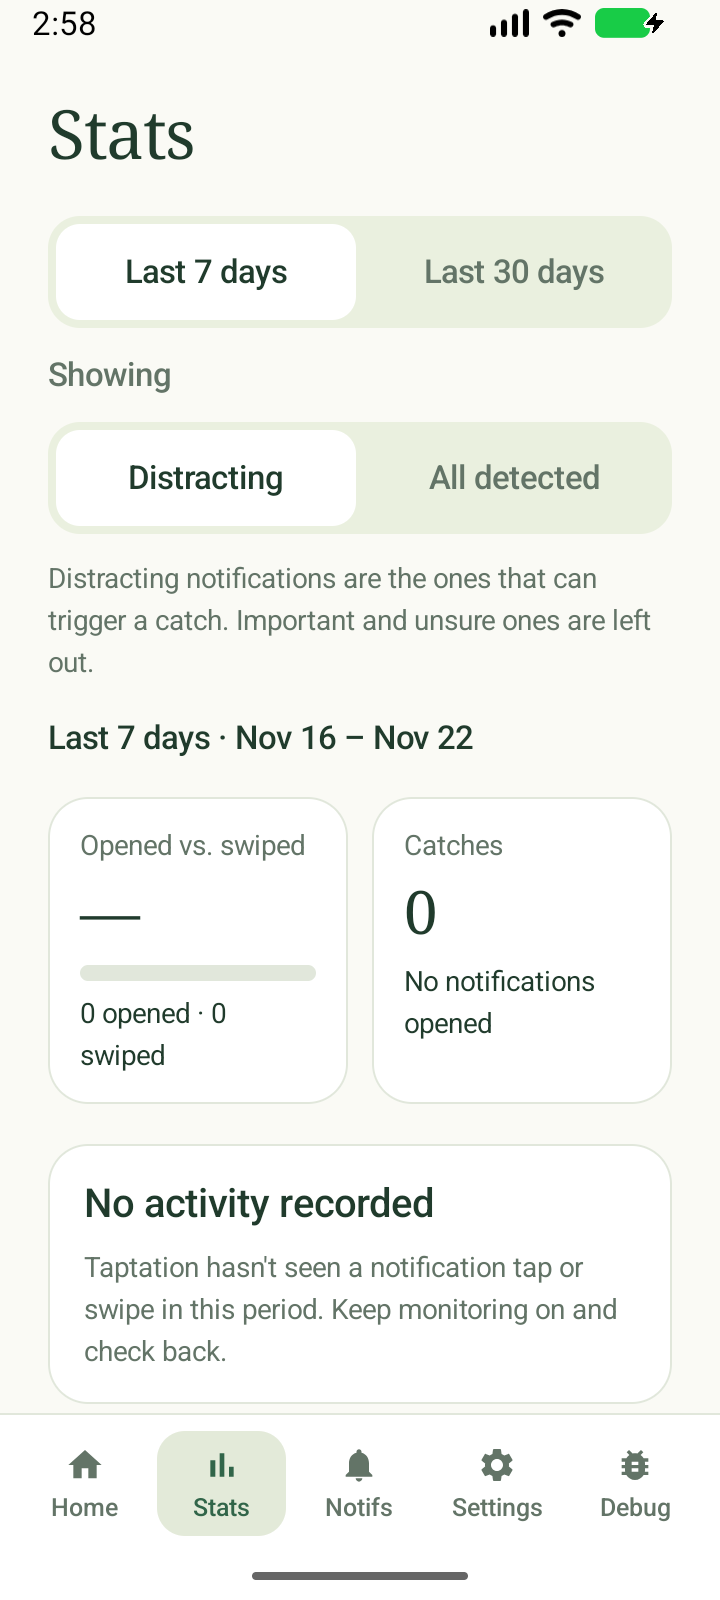 2:58
Stats
Last 7 days
Last 30 days
Showing
Distracting
All detected
Distracting notifications are the ones that can
trigger a catch. Important and unsure ones are left
out.
Last 7 days · Nov 16 – Nov 22
Opened vs. swiped
—
0 opened · 0
swiped
Catches
0
No notifications
opened
No activity recorded
Taptation hasn't seen a notification tap or
swipe in this period. Keep monitoring on and
check back.
Home
Stats
Notifs
Settings
Debug